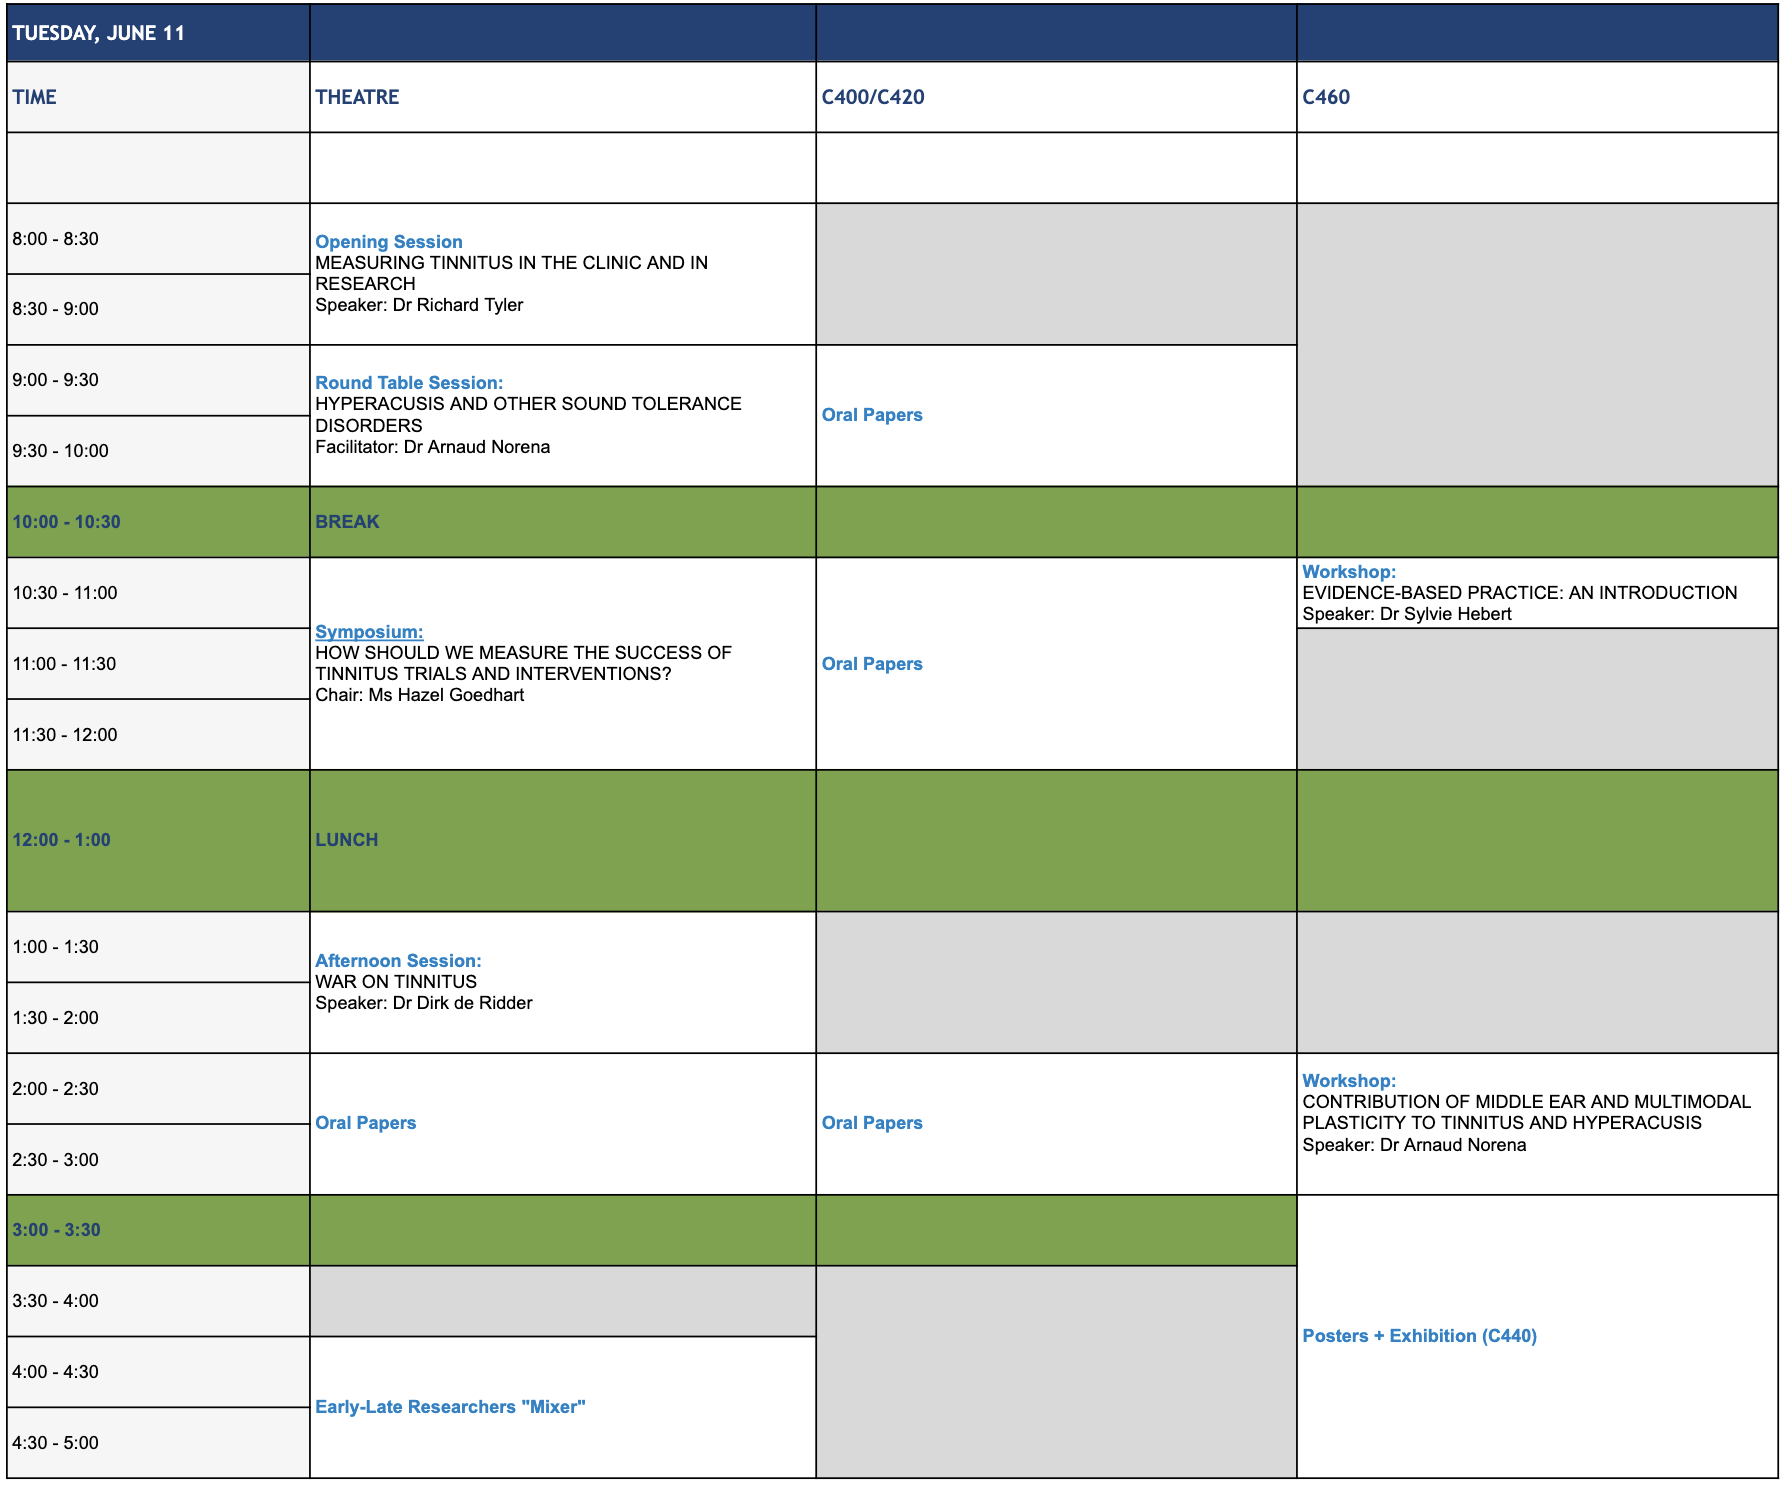 TUESDAY, JUNE 11
TIME
THEATRE
C400/C420
C460
8:00 - 8:30
Opening Session
MEASURING TINNITUS IN THE CLINIC AND IN
RESEARCH
Speaker: Dr Richard Tyler
8:30 - 9:00
9:00 - 9:30
Round Table Session:
HYPERACUSIS AND OTHER SOUND TOLERANCE
DISORDERS
Facilitator: Dr Arnaud Norena
Oral Papers
9:30 - 10:00
10:00 - 10:30
BREAK
10:30 - 11:00
Symposium:
HOW SHOULD WE MEASURE THE SUCCESS OF
TINNITUS TRIALS AND INTERVENTIONS?
Chair: Ms Hazel Goedhart
Oral Papers
Workshop:
EVIDENCE-BASED PRACTICE: AN INTRODUCTION
Speaker: Dr Sylvie Hebert
11:00 - 11:30
11:30 - 12:00
12:00 - 1:00
LUNCH
1:00 - 1:30
Afternoon Session:
WAR ON TINNITUS
Speaker: Dr Dirk de Ridder
1:30 - 2:00
2:00 - 2:30
Oral Papers
Oral Papers
Workshop:
CONTRIBUTION OF MIDDLE EAR AND MULTIMODAL
PLASTICITY TO TINNITUS AND HYPERACUSIS
Speaker: Dr Arnaud Norena
2:30 - 3:00
3:00 - 3:30
Posters + Exhibition (C440)
3:30 - 4:00
4:00 - 4:30
Early-Late Researchers "Mixer"
4:30 - 5:00